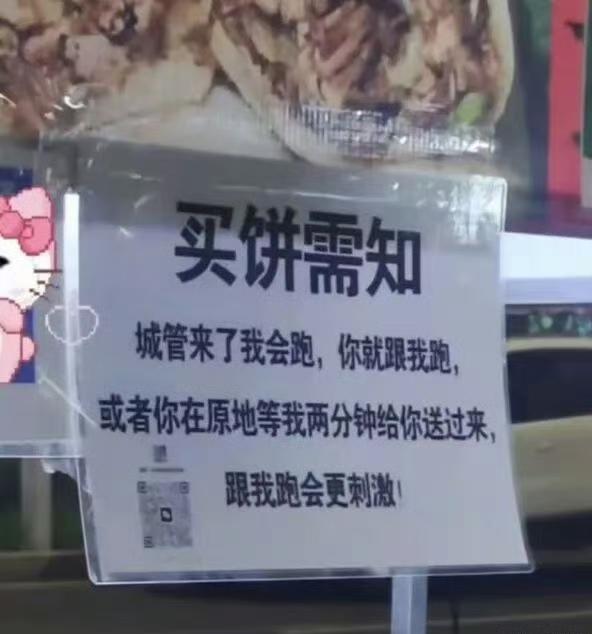 买饼需知
城管来了我会跑，你就跟我跑，
或者你在原地等我两分钟给你送过来，
跟我跑会更刺激！